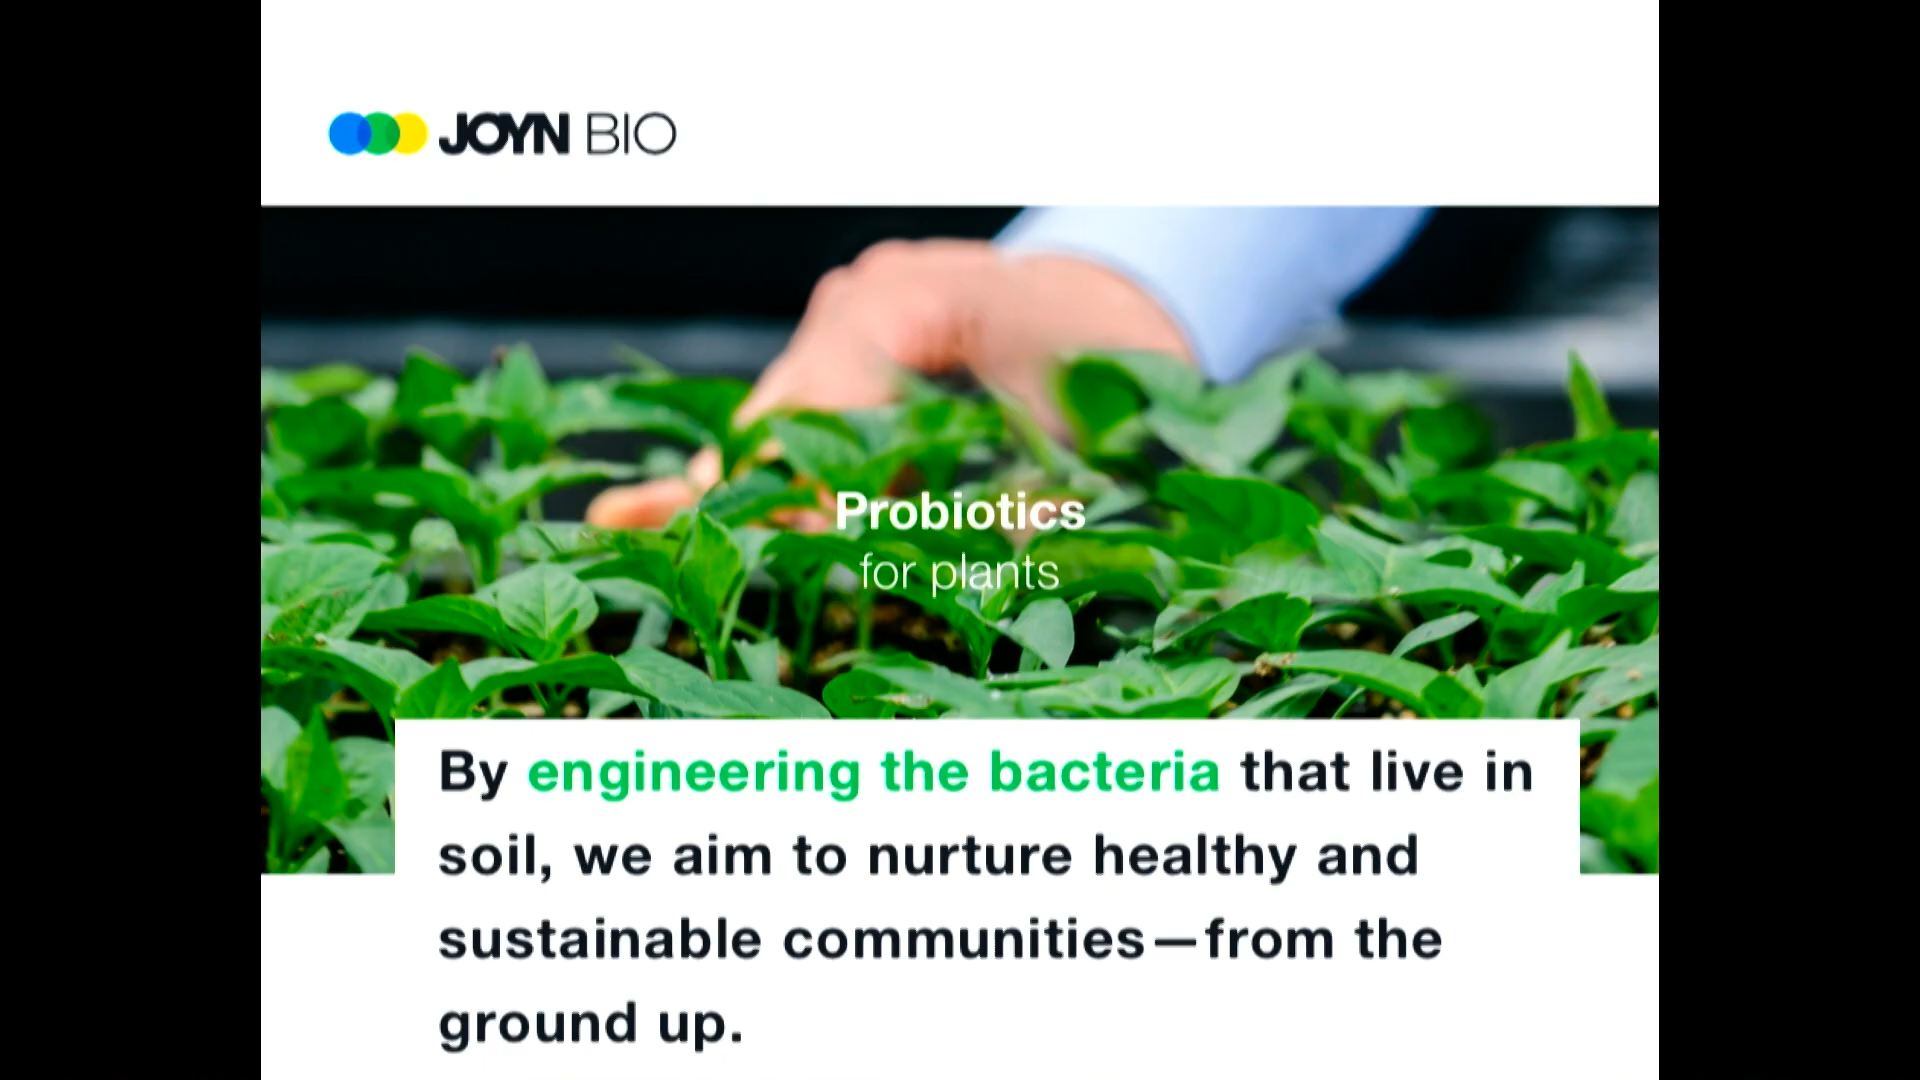 JOYN BIO
Probiotics
for plants
By engineering the bacteria that live in
soil, we aim to nurture healthy and
sustainable communities—from the
ground up.